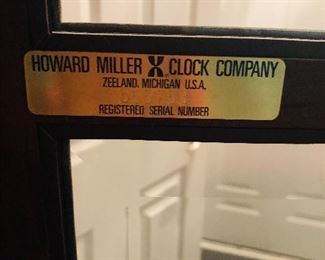 HOWARD MILLER CLOCK COMPANY
ZEELAND, MICHIGAN U.S.A.
REGISTERED SERIAL NUMBER